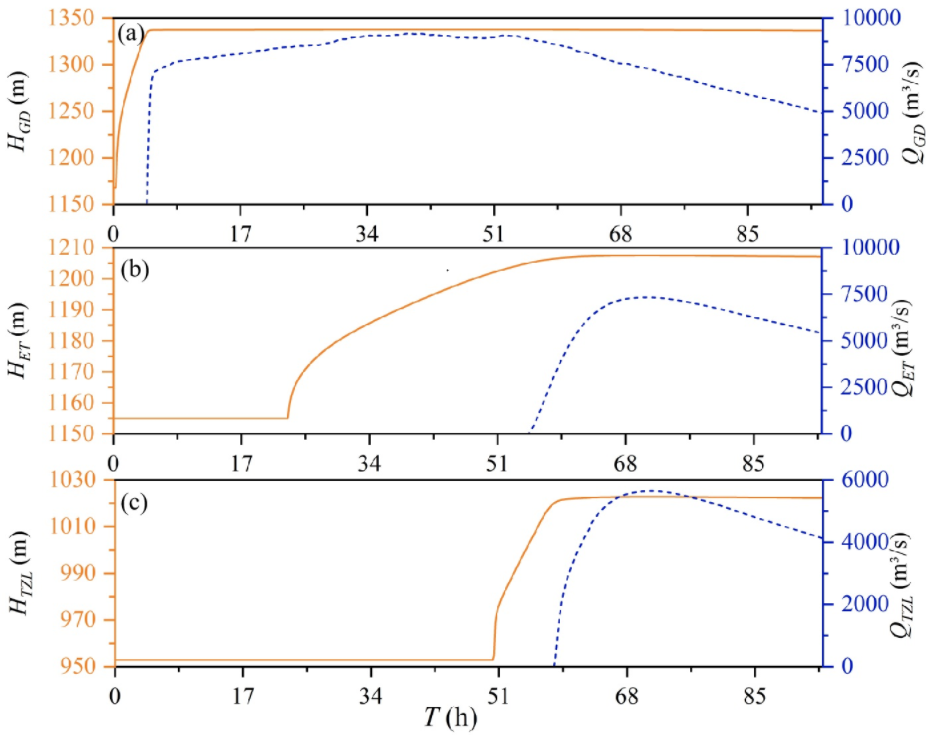 (a)
H_GD (m)
1350
1300
1250
1200
1150
10000
7500
5000
2500
0
Q_GD (m³/s)
0 17 34 51 68 85
(b)
H_ET (m)
1210
1200
1190
1180
1170
1160
1150
10000
7500
5000
2500
0
Q_ET (m³/s)
0 17 34 51 68 85
(c)
H_TZL (m)
1030
1010
990
970
950
6000
4000
2000
0
Q_TZL (m³/s)
0 17 34 51 68 85
T (h)